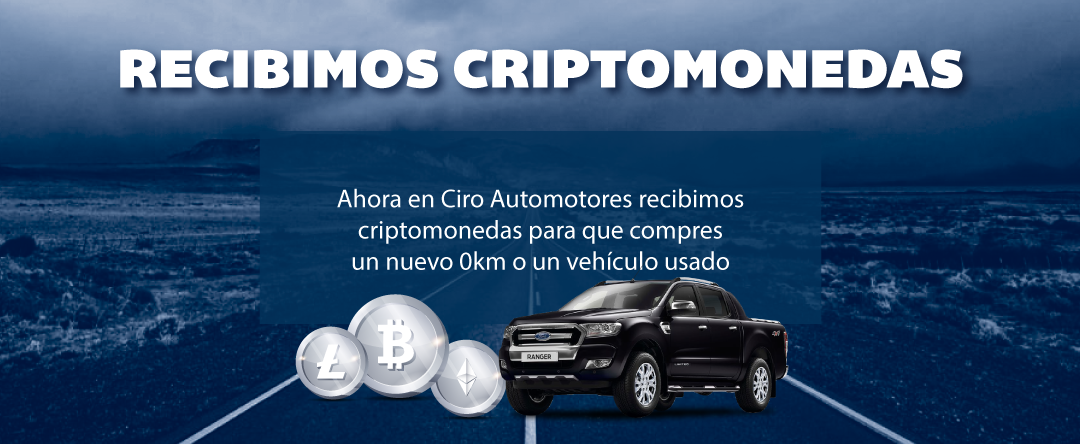 RECIBIMOS CRIPTOMONEDAS
Ahora en Ciro Automotores recibimos
criptomonedas para que compres
un nuevo 0km o un vehículo usado
RANGER